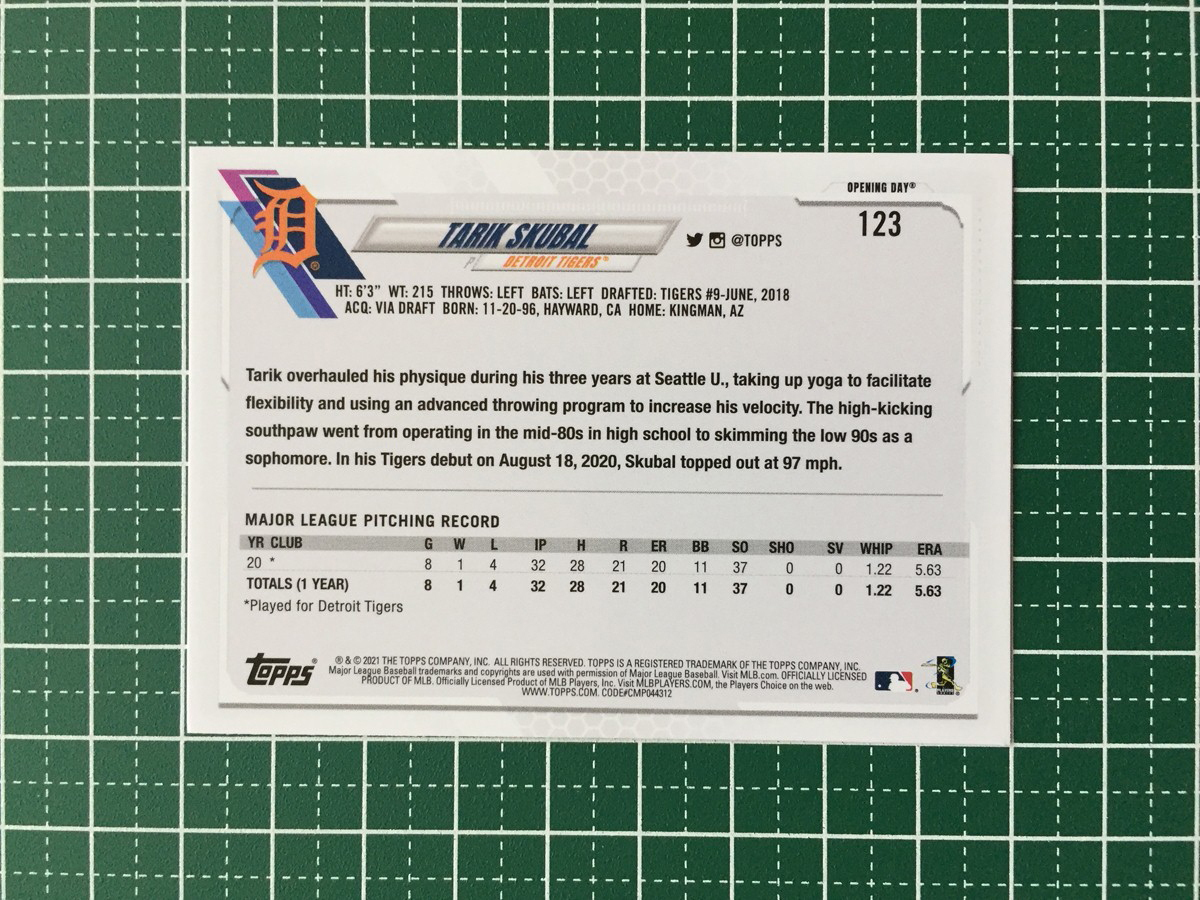 OPENING DAY®
123
D
®
TARIK SKUBAL
@TOPPS
P DETROIT TIGERS®
HT: 6'3" WT: 215 THROWS: LEFT BATS: LEFT DRAFTED: TIGERS #9-JUNE, 2018
ACQ: VIA DRAFT BORN: 11-20-96, HAYWARD, CA HOME: KINGMAN, AZ
Tarik overhauled his physique during his three years at Seattle U., taking up yoga to facilitate
flexibility and using an advanced throwing program to increase his velocity. The high-kicking
southpaw went from operating in the mid-80s in high school to skimming the low 90s as a
sophomore. In his Tigers debut on August 18, 2020, Skubal topped out at 97 mph.
MAJOR LEAGUE PITCHING RECORD
YR CLUB G W L IP H R ER BB SO SHO SV WHIP ERA
20 * 8 1 4 32 28 21 20 11 37 0 0 1.22 5.63
TOTALS (1 YEAR) 8 1 4 32 28 21 20 11 37 0 0 1.22 5.63
*Played for Detroit Tigers
Topps®
® & © 2021 THE TOPPS COMPANY, INC. ALL RIGHTS RESERVED. TOPPS IS A REGISTERED TRADEMARK OF THE TOPPS COMPANY, INC.
Major League Baseball trademarks and copyrights are used with permission of Major League Baseball. Visit MLB.com. OFFICIALLY LICENSED
PRODUCT OF MLB. Officially Licensed Product of MLB Players, Inc. Visit MLBPLAYERS.COM, the Players Choice on the web.
WWW.TOPPS.COM. CODE#CMP044312